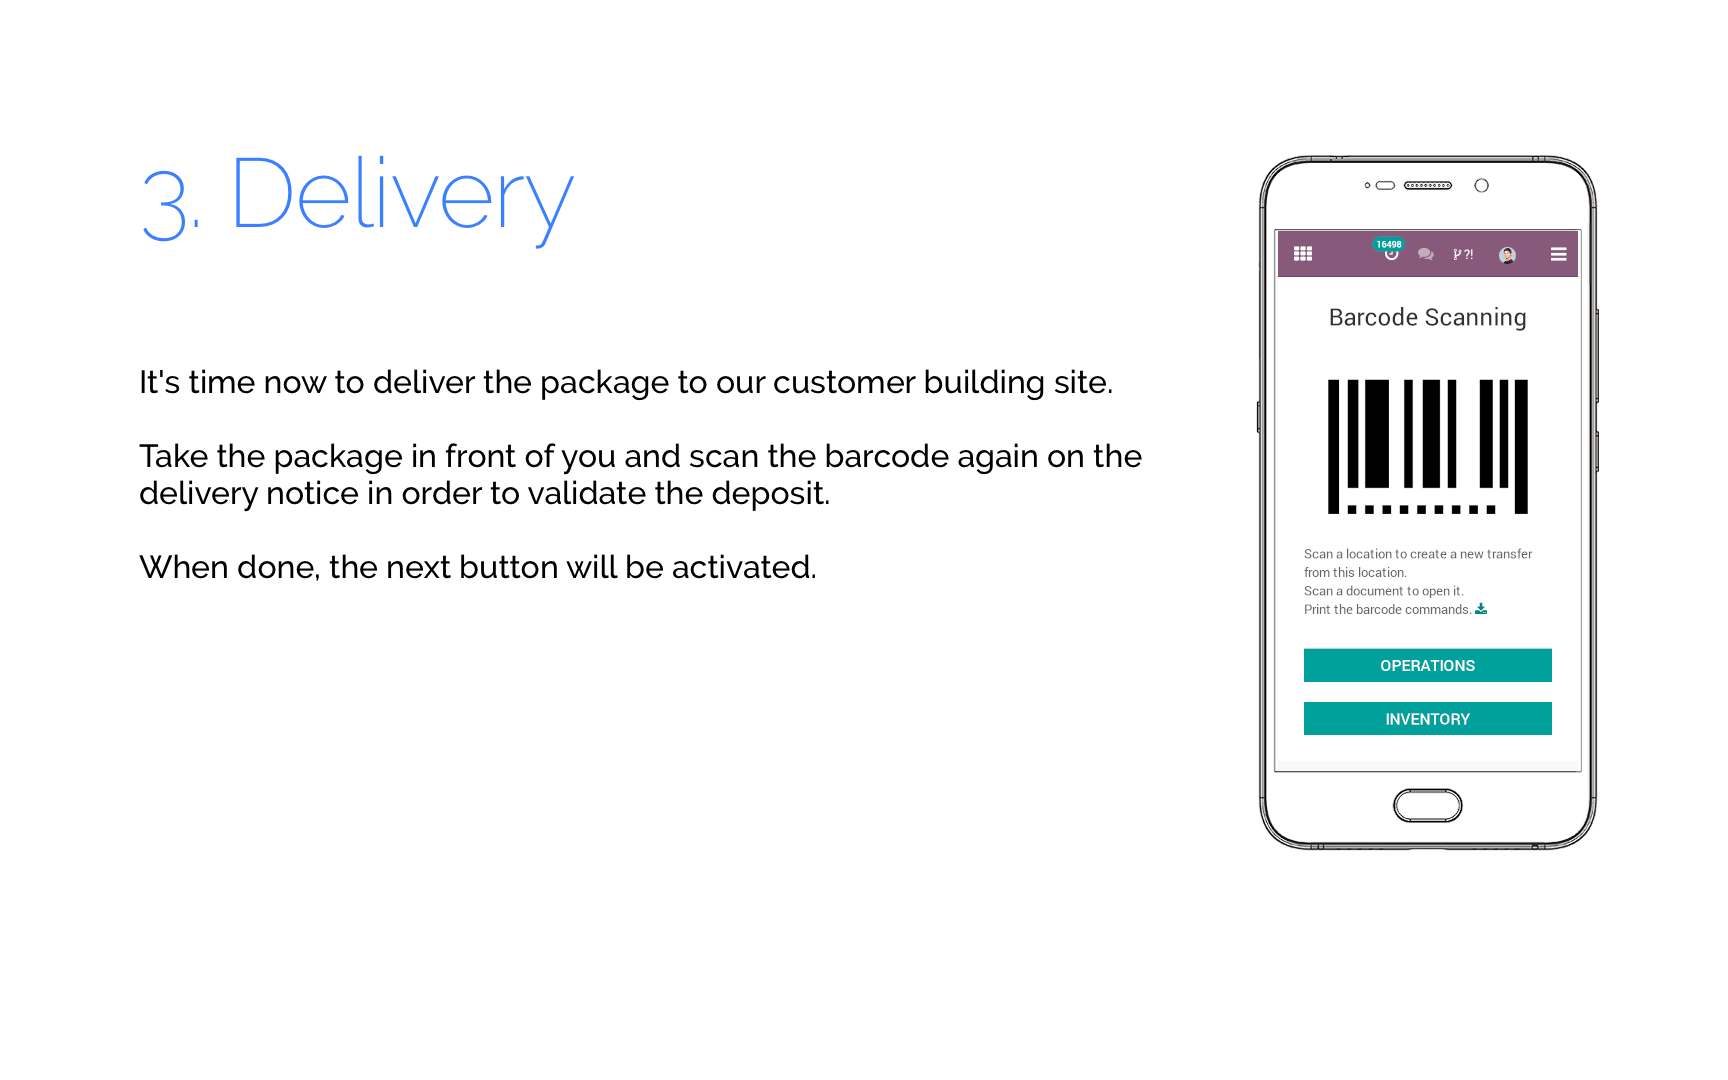 3. Delivery
It's time now to deliver the package to our customer building site.
Take the package in front of you and scan the barcode again on the
delivery notice in order to validate the deposit.
When done, the next button will be activated.
16498
?!
Barcode Scanning
Scan a location to create a new transfer
from this location.
Scan a document to open it.
Print the barcode commands.
OPERATIONS
INVENTORY